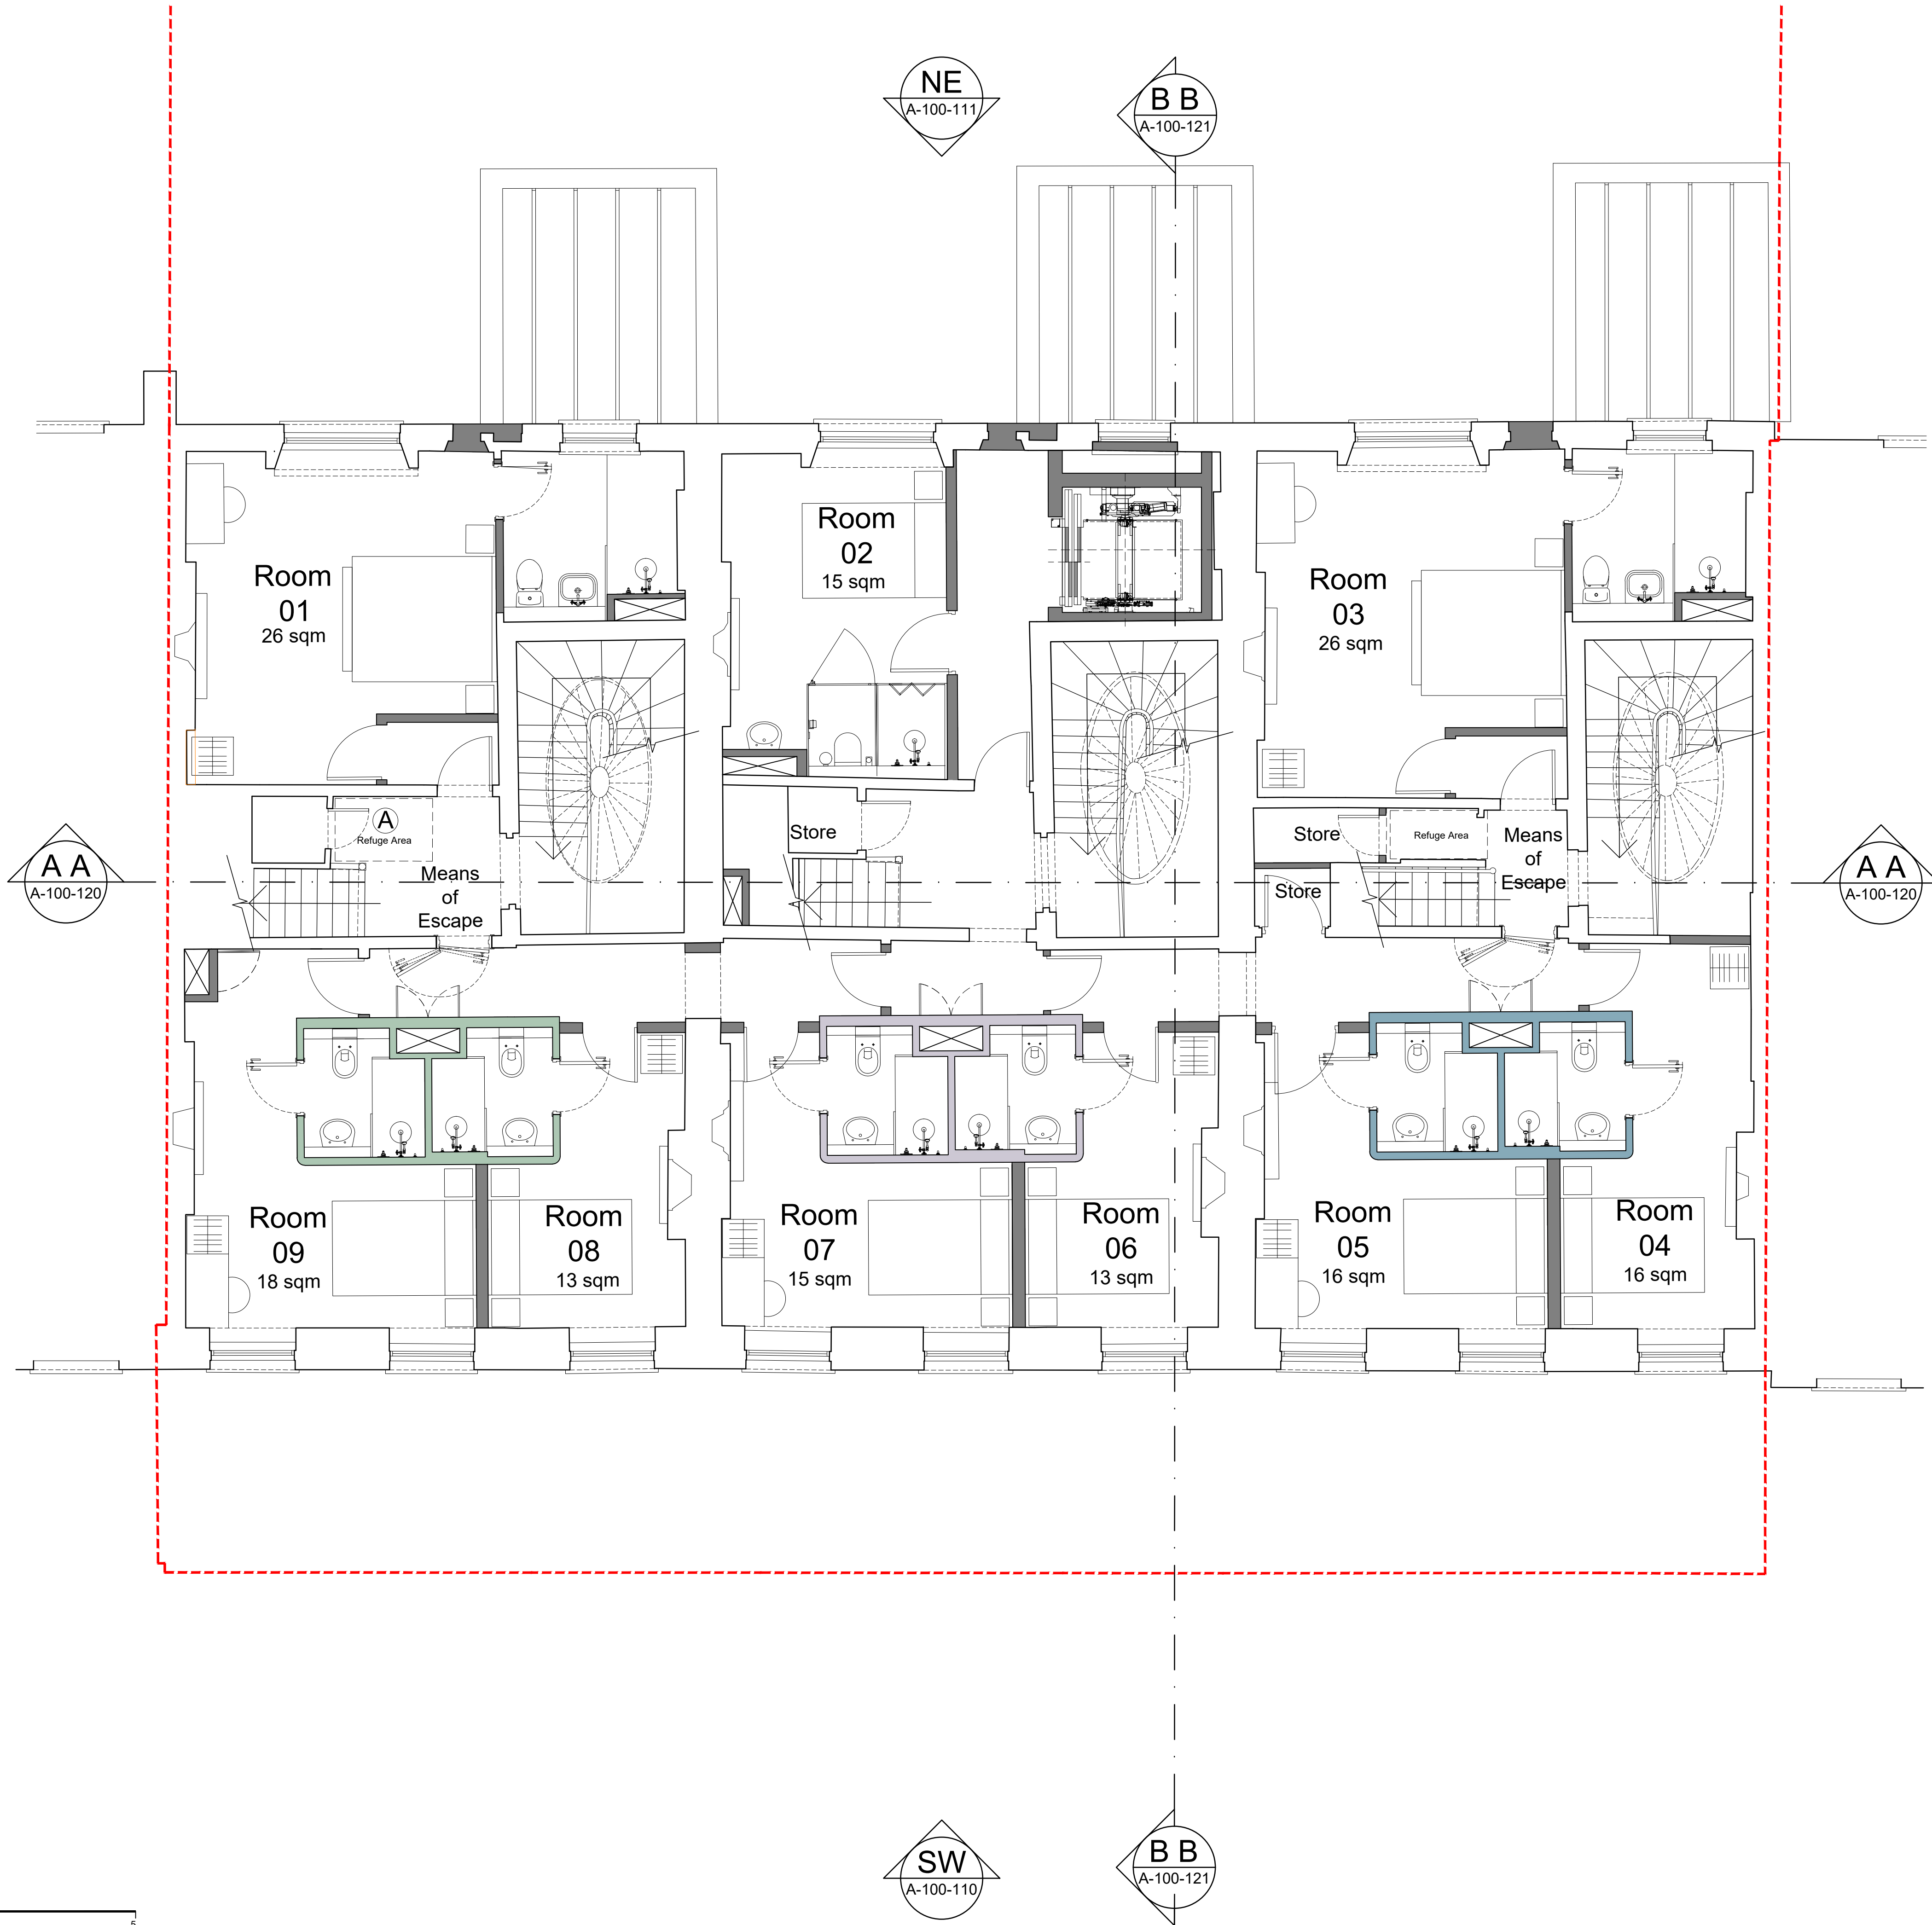 NE
A-100-111
B B
A-100-121
Room
01
26 sqm
Room
02
15 sqm
Room
03
26 sqm
A
Refuge Area
Means
of
Escape
Store
Store
Refuge Area
Means
of
Escape
Store
A A
A-100-120
A A
A-100-120
Room
09
18 sqm
Room
08
13 sqm
Room
07
15 sqm
Room
06
13 sqm
Room
05
16 sqm
Room
04
16 sqm
SW
A-100-110
B B
A-100-121
5